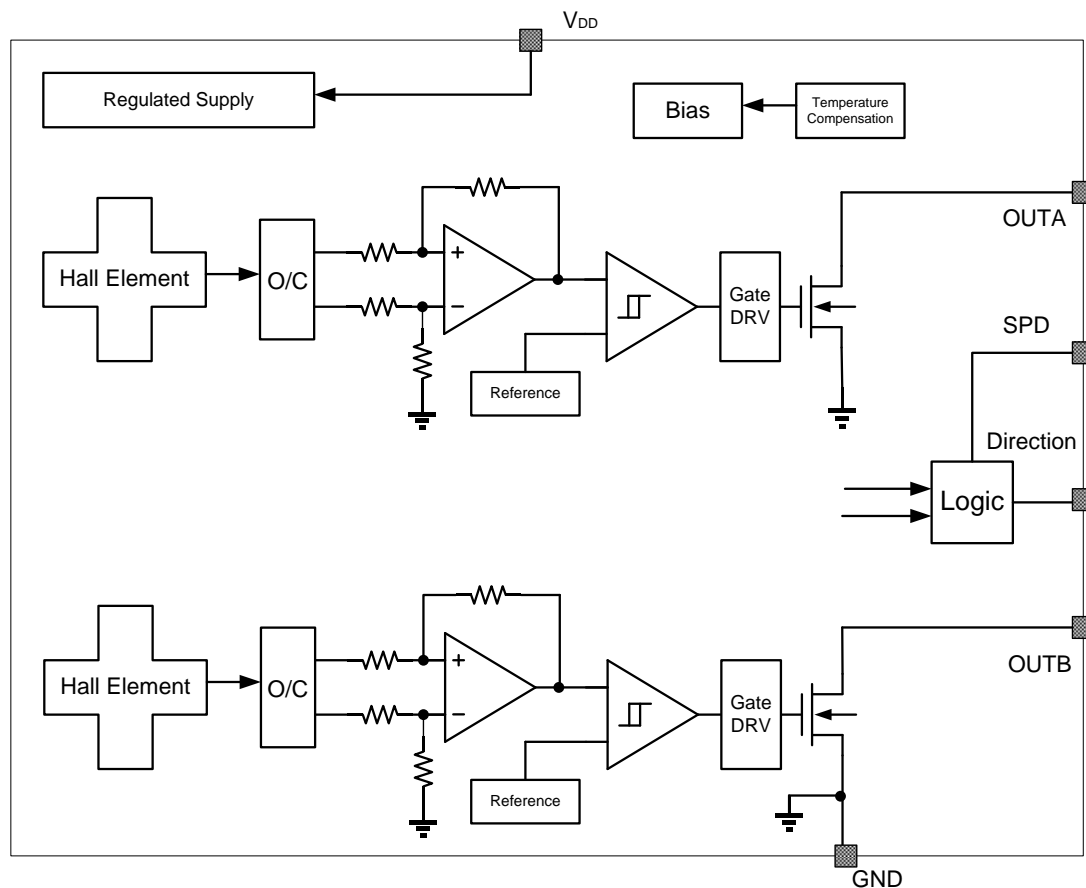 VDD
Regulated Supply
Bias
Temperature
Compensation
OUTA
Hall Element
O/C
+
−
Gate
DRV
Reference
SPD
Direction
Logic
OUTB
Hall Element
O/C
+
−
Gate
DRV
Reference
GND